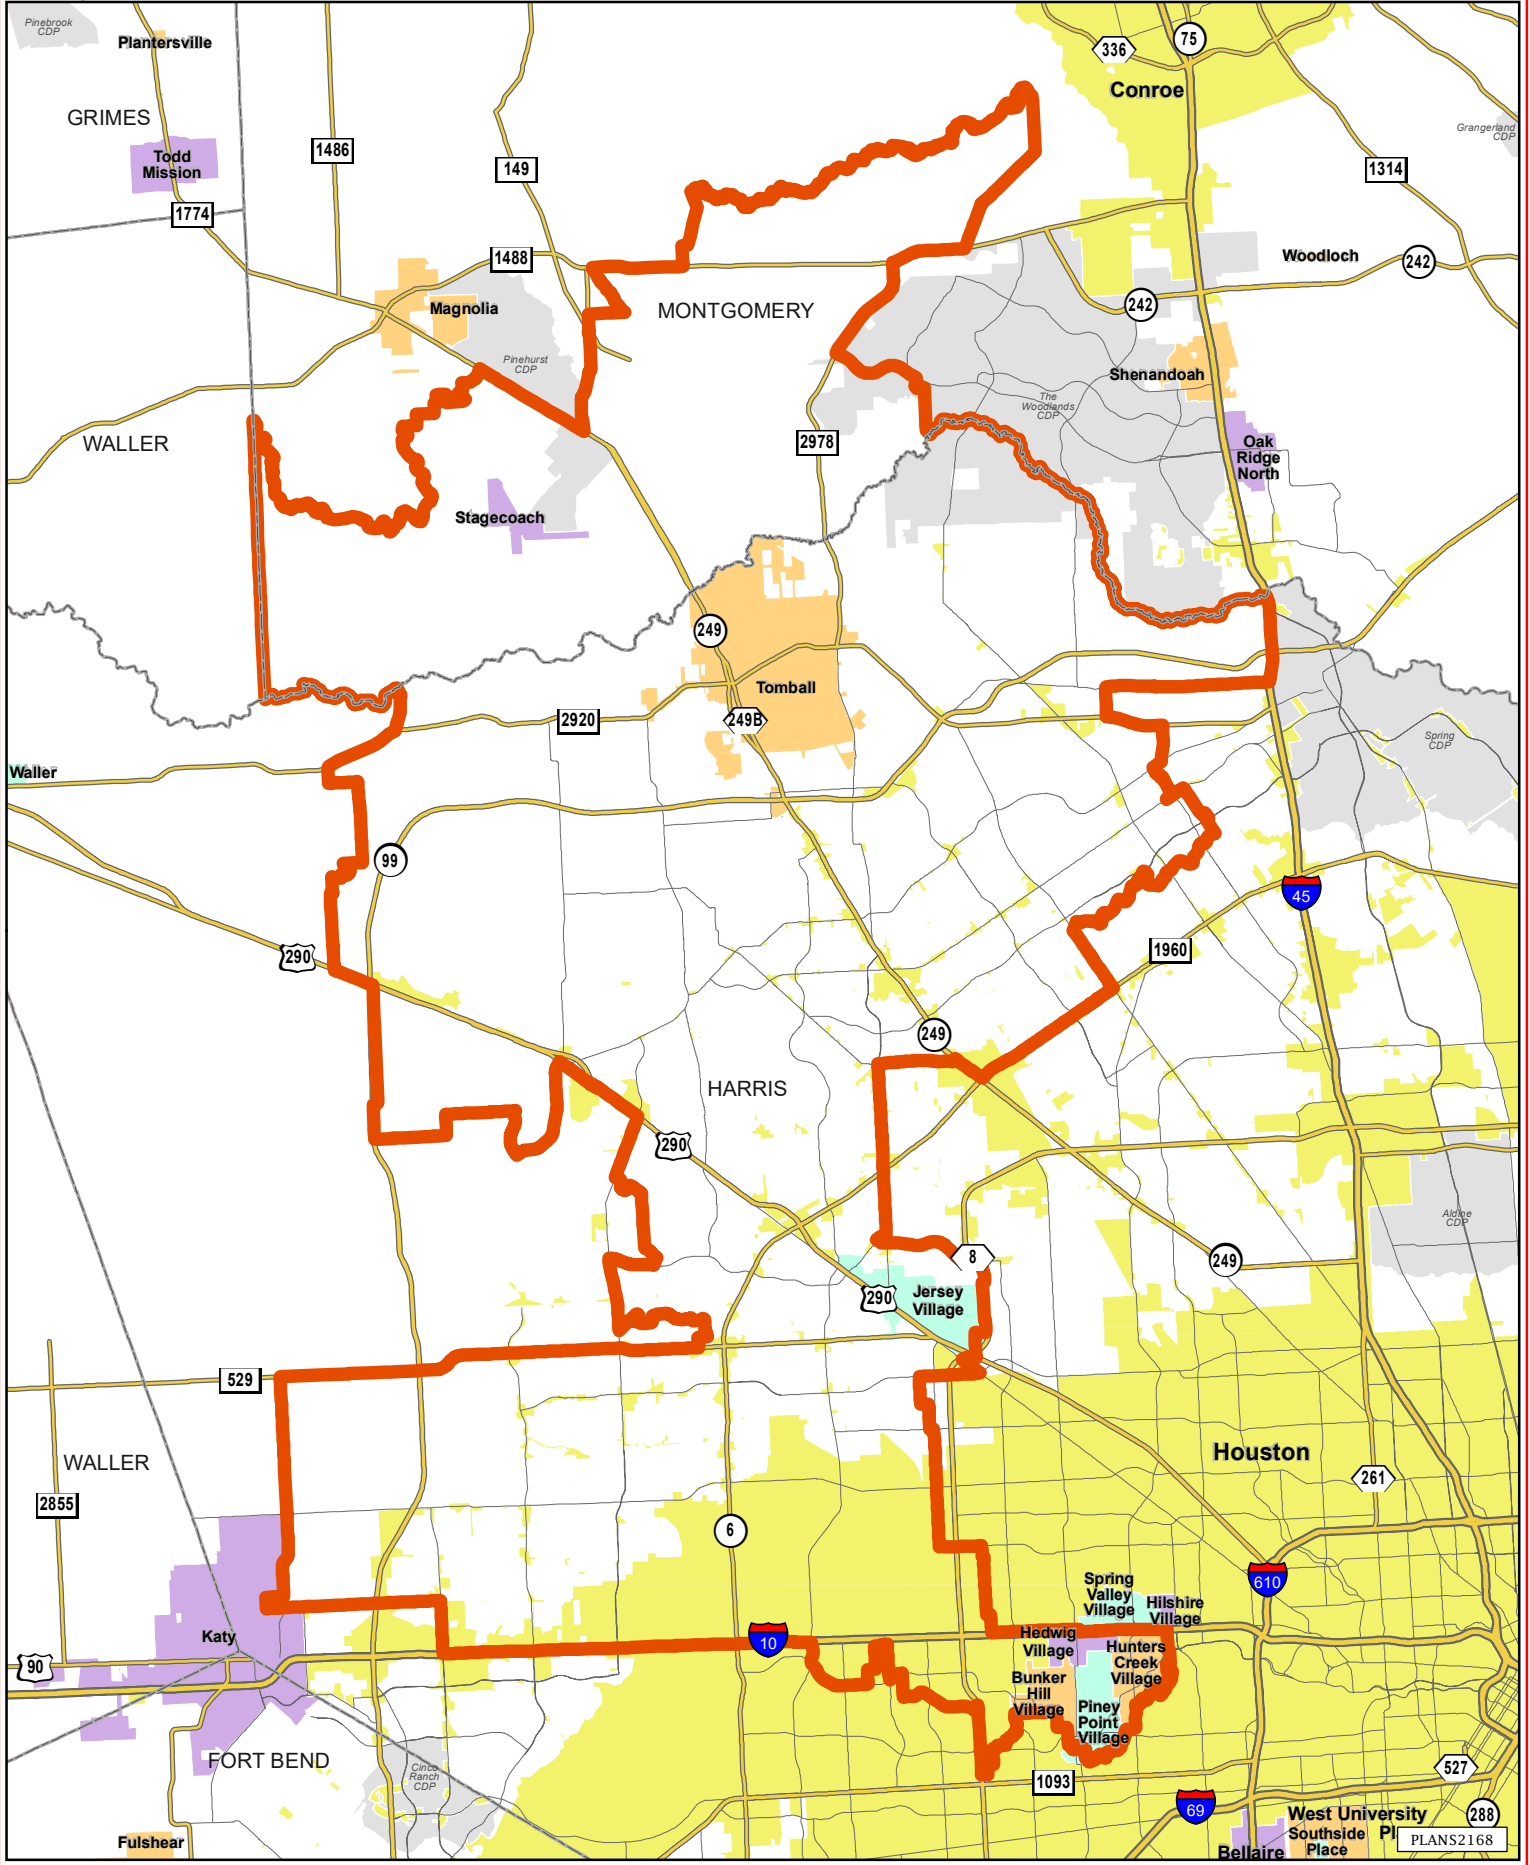 Pinebrook
CDP
Plantersville
336
75
Conroe
GRIMES
Todd
Mission
1486
149
Grangerland
CDP
1314
1774
1488
Woodloch
242
Magnolia
MONTGOMERY
242
Pinehurst
CDP
Shenandoah
The
Woodlands
CDP
WALLER
2978
Oak
Ridge
North
Stagecoach
249
Tomball
2920
249B
Spring
CDP
Waller
99
45
290
1960
249
HARRIS
290
Aldine
CDP
8
249
290
Jersey
Village
529
WALLER
Houston
2855
261
6
610
Spring
Valley
Village
Hilshire
Village
Katy
10
Hedwig
Village
Hunters
Creek
Village
90
Bunker
Hill
Village
Piney
Point
Village
FORT BEND
Cinco
Ranch
CDP
1093
527
69
West University
Pl
288
Fulshear
Southside
Place
Bellaire
PLANS2168